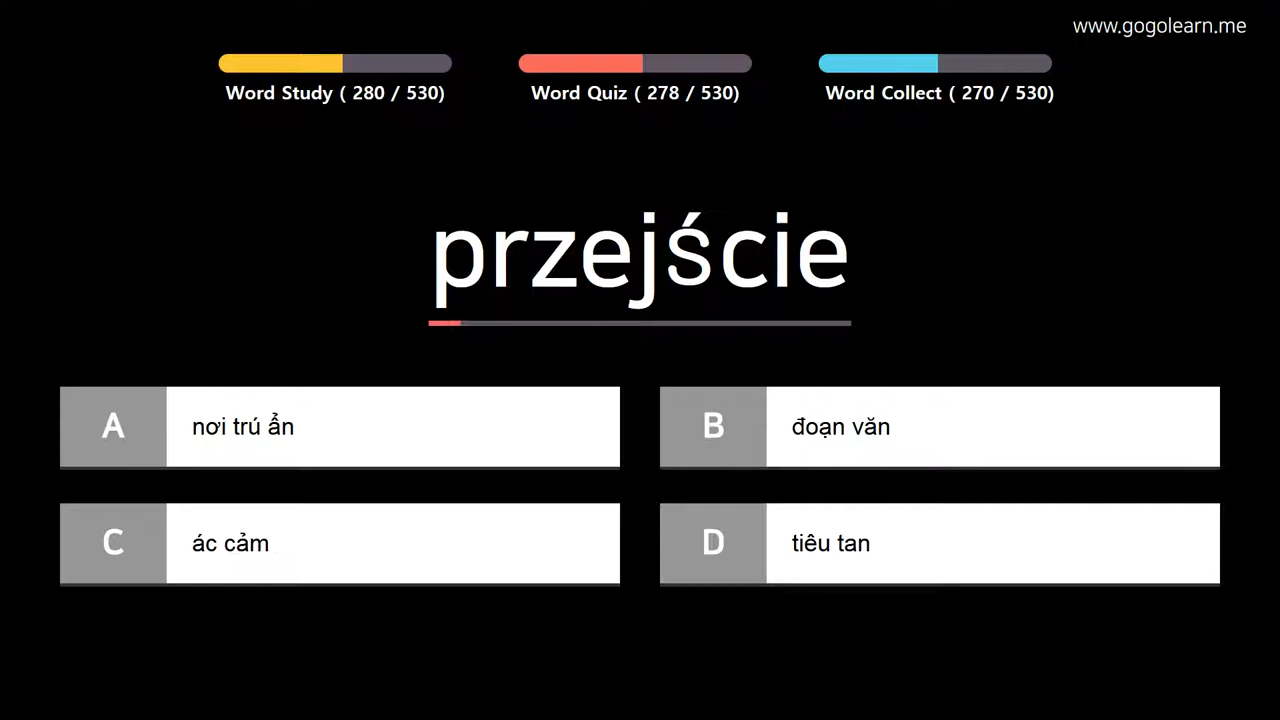 www.gogolearn.me
Word Study ( 280 / 530)
Word Quiz ( 278 / 530)
Word Collect ( 270 / 530)
przejście
A nơi trú ẩn
B đoạn văn
C ác cảm
D tiêu tan